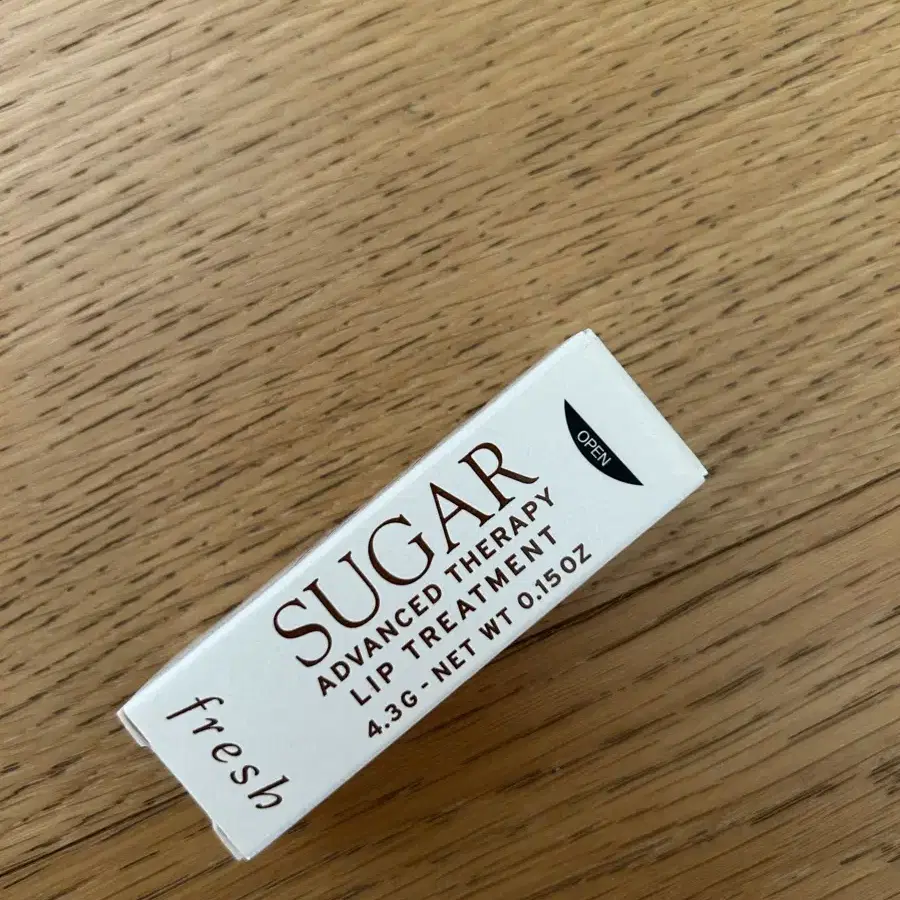 OPEN
SUGAR
ADVANCED THERAPY
LIP TREATMENT
4.3G - NET WT 0.15OZ
fresh